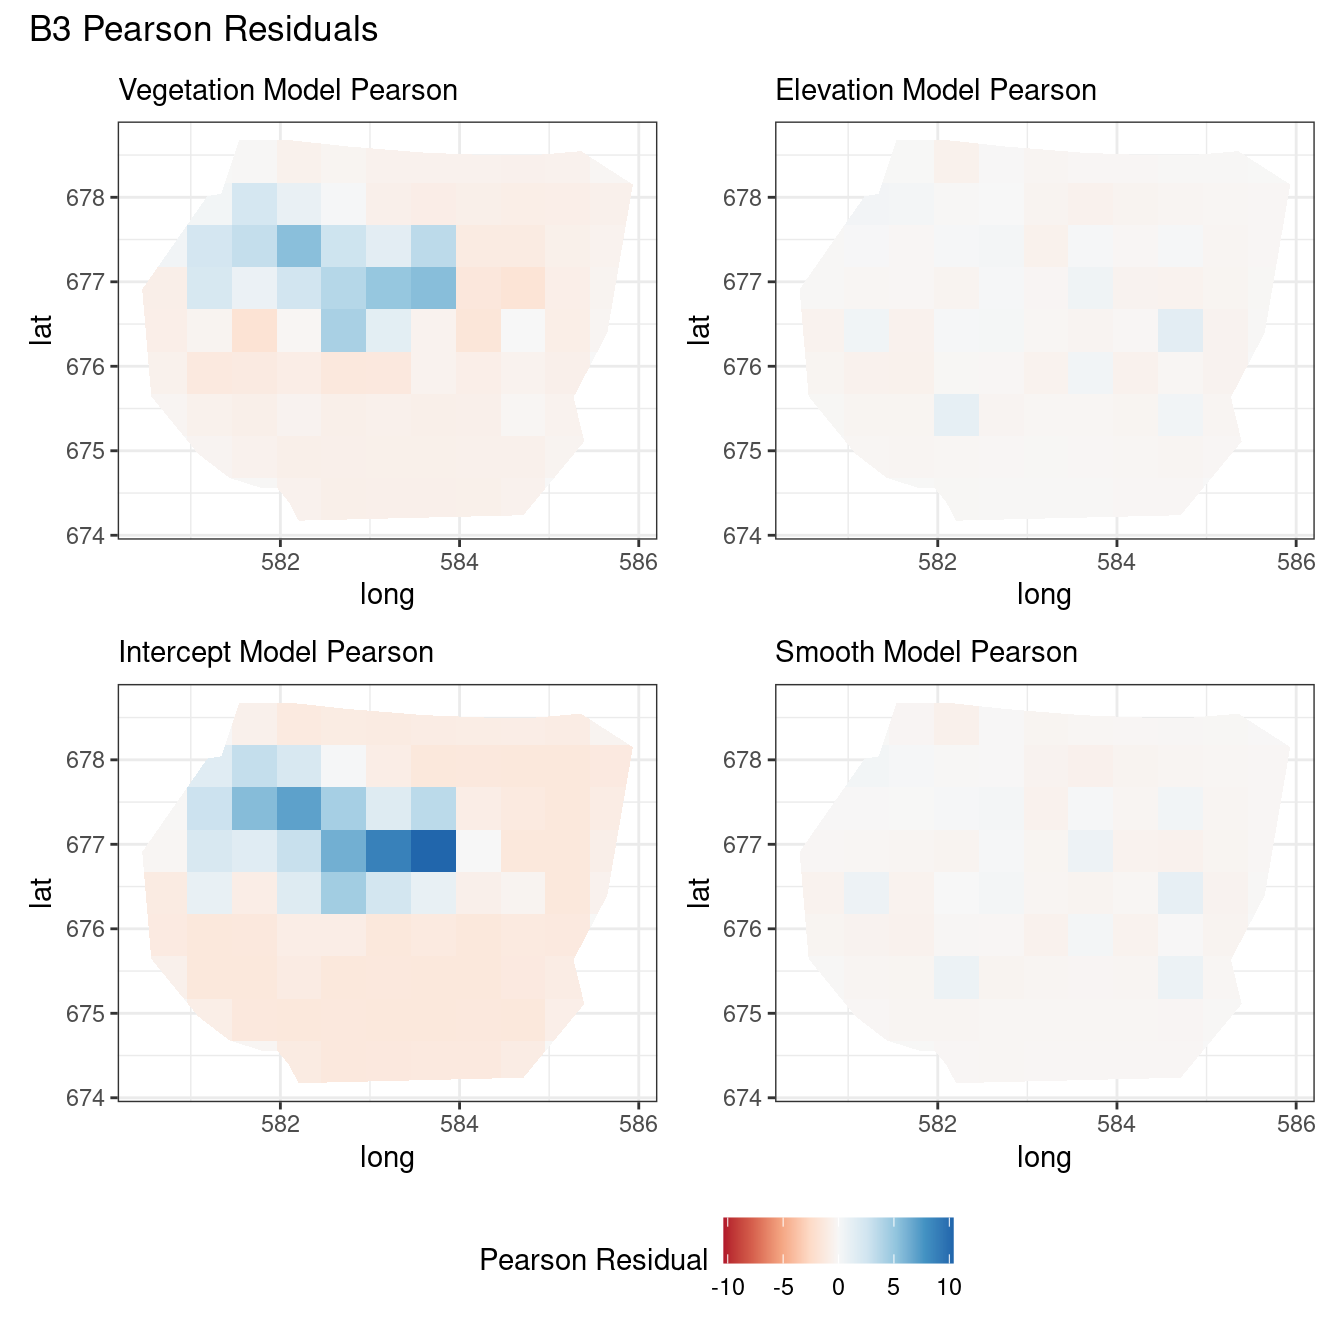 B3 Pearson Residuals
Vegetation Model Pearson
678
677
676
675
674
lat
582 584 586
long
Elevation Model Pearson
678
677
676
675
674
lat
582 584 586
long
Intercept Model Pearson
678
677
676
675
674
lat
582 584 586
long
Smooth Model Pearson
678
677
676
675
674
lat
582 584 586
long
Pearson Residual
-10 -5 0 5 10